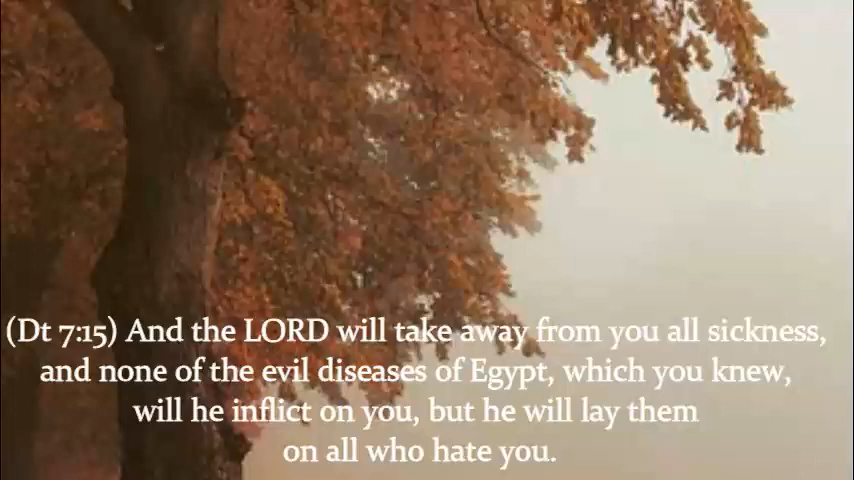 (Dt 7:15) And the LORD will take away from you all sickness,
and none of the evil diseases of Egypt, which you knew,
will he inflict on you, but he will lay them
on all who hate you.